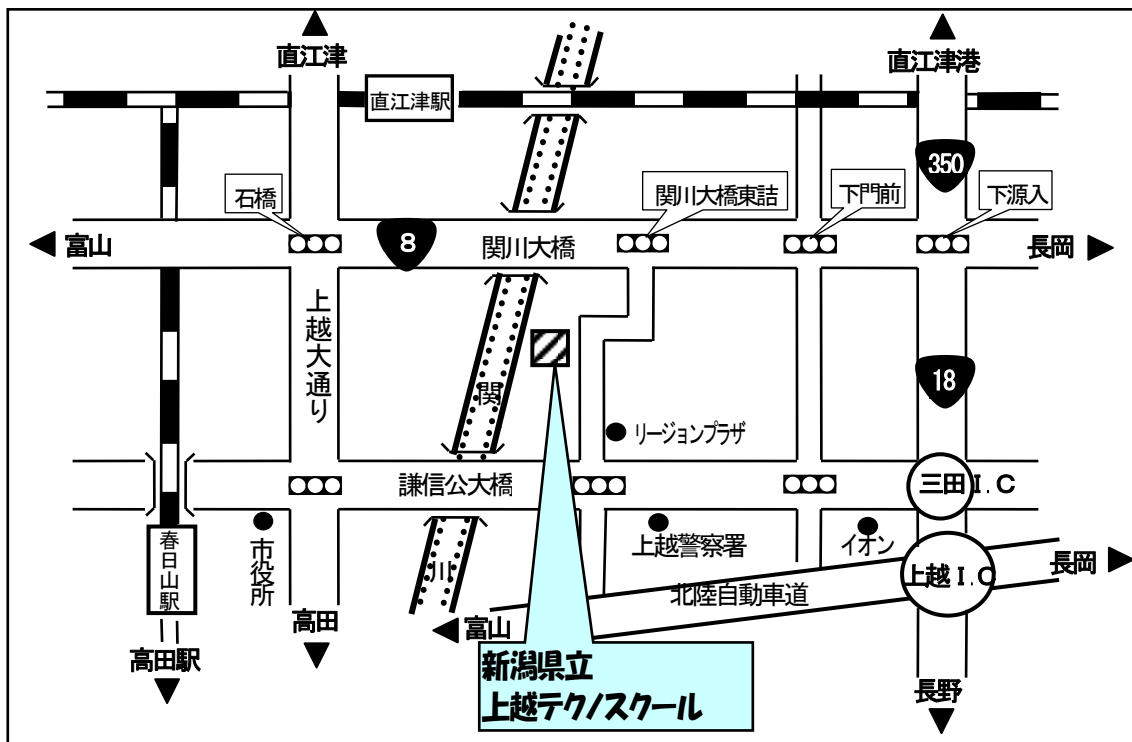 直江津
直江津港
直江津駅
350
石橋
関川大橋東詰
下門前
下源入
富山
8
関川大橋
長岡
上越大通り
18
関
リージョンプラザ
謙信公大橋
三田I.C
春日山駅
市役所
上越警察署
イオン
川
上越I.C
長岡
北陸自動車道
高田
富山
高田駅
新潟県立
上越テクノスクール
長野